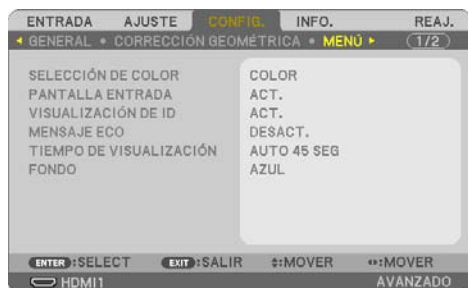 ENTRADA AJUSTE CONFIG. INFO. REAJ.
GENERAL • CORRECCIÓN GEOMÉTRICA • MENÚ (1/2)
SELECCIÓN DE COLOR COLOR
PANTALLA ENTRADA ACT.
VISUALIZACIÓN DE ID ACT.
MENSAJE ECO DESACT.
TIEMPO DE VISUALIZACIÓN AUTO 45 SEG
FONDO AZUL
ENTER :SELECT EXIT :SALIR :MOVER :MOVER
HDMI1 AVANZADO